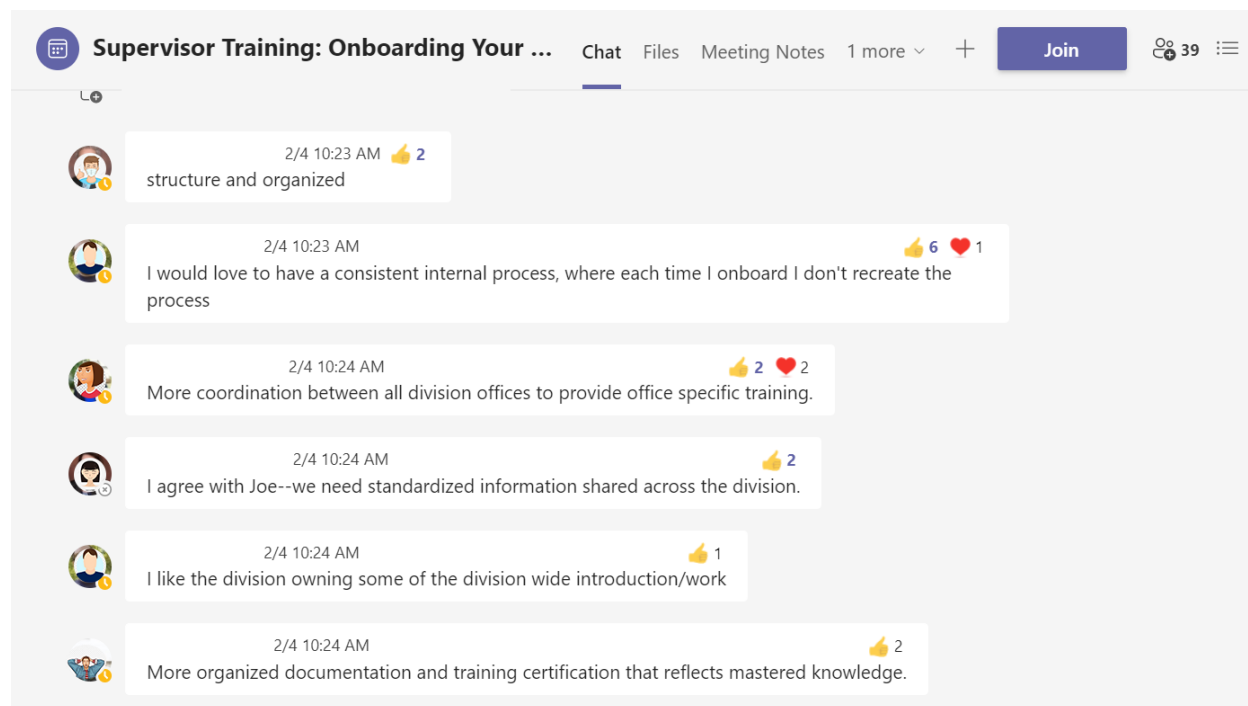 Supervisor Training: Onboarding Your ... Chat Files Meeting Notes 1 more Join 39
2/4 10:23 AM 2
structure and organized
2/4 10:23 AM 6 1
I would love to have a consistent internal process, where each time I onboard I don't recreate the
process
2/4 10:24 AM 2 2
More coordination between all division offices to provide office specific training.
2/4 10:24 AM 2
I agree with Joe--we need standardized information shared across the division.
2/4 10:24 AM 1
I like the division owning some of the division wide introduction/work
2/4 10:24 AM 2
More organized documentation and training certification that reflects mastered knowledge.